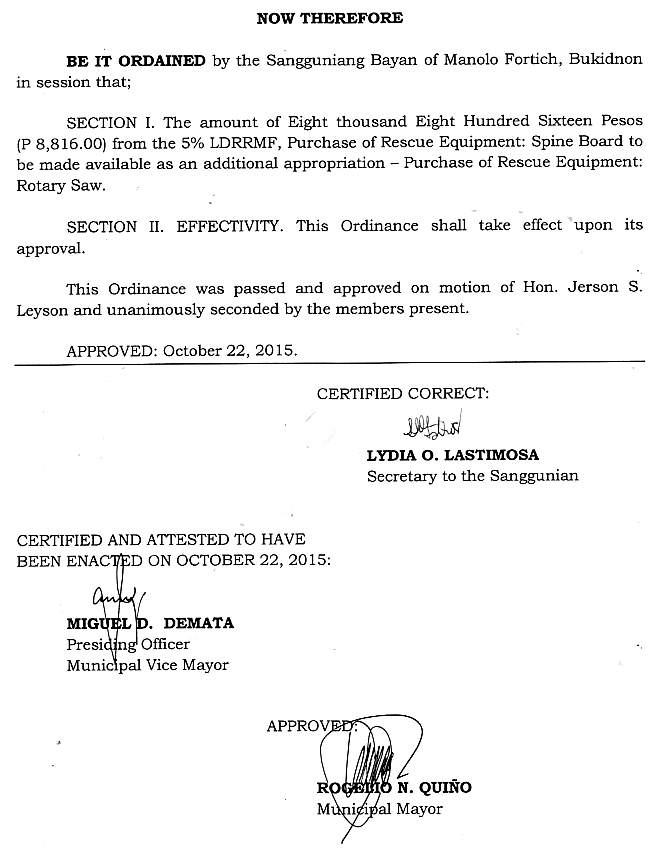 NOW THEREFORE
BE IT ORDAINED by the Sangguniang Bayan of Manolo Fortich, Bukidnon
in session that;
SECTION I. The amount of Eight thousand Eight Hundred Sixteen Pesos
(P 8,816.00) from the 5% LDRRMF, Purchase of Rescue Equipment: Spine Board to
be made available as an additional appropriation – Purchase of Rescue Equipment:
Rotary Saw.
SECTION II. EFFECTIVITY. This Ordinance shall take effect upon its
approval.
This Ordinance was passed and approved on motion of Hon. Jerson S.
Leyson and unanimously seconded by the members present.
APPROVED: October 22, 2015.
CERTIFIED CORRECT:
LYDIA O. LASTIMOSA
Secretary to the Sanggunian
CERTIFIED AND ATTESTED TO HAVE
BEEN ENACTED ON OCTOBER 22, 2015:
MIGUEL D. DEMATA
Presiding Officer
Municipal Vice Mayor
APPROVED:
ROGELIO N. QUIÑO
Municipal Mayor